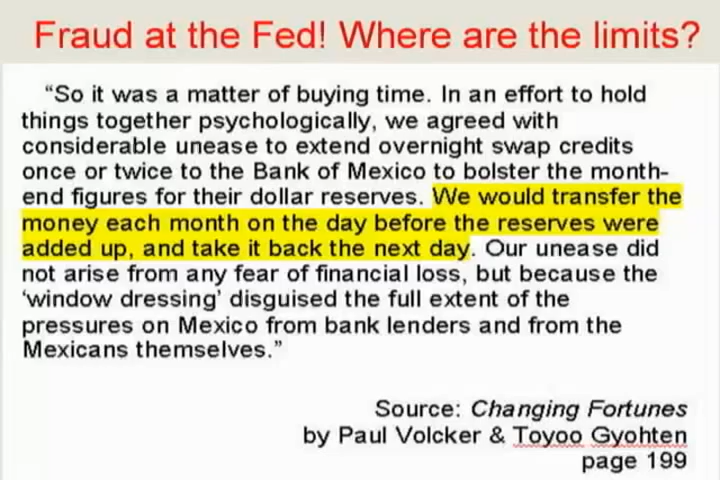 Fraud at the Fed! Where are the limits?
“So it was a matter of buying time. In an effort to hold
things together psychologically, we agreed with
considerable unease to extend overnight swap credits
once or twice to the Bank of Mexico to bolster the month-
end figures for their dollar reserves. We would transfer the
money each month on the day before the reserves were
added up, and take it back the next day. Our unease did
not arise from any fear of financial loss, but because the
‘window dressing’ disguised the full extent of the
pressures on Mexico from bank lenders and from the
Mexicans themselves.”
Source: Changing Fortunes
by Paul Volcker & Toyoo Gyohten
page 199